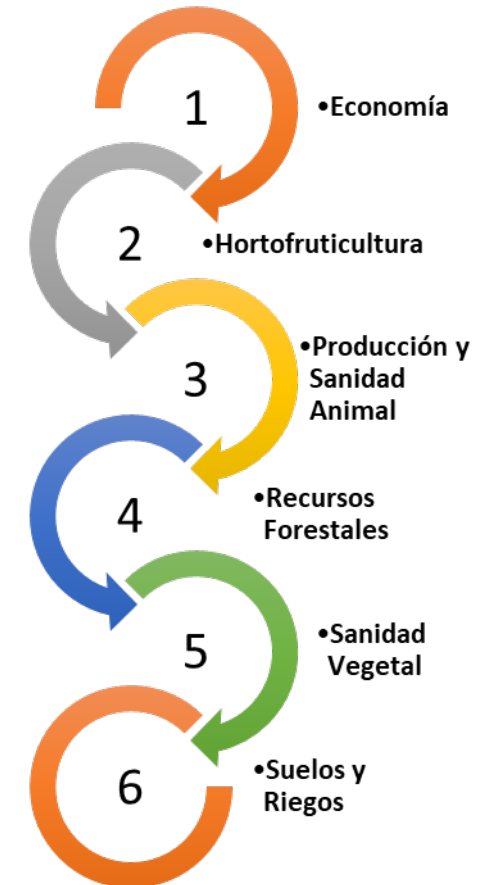 1
•Economía
2
•Hortofruticultura
3
•Producción y
Sanidad
Animal
4
•Recursos
Forestales
5
•Sanidad
Vegetal
6
•Suelos y
Riegos